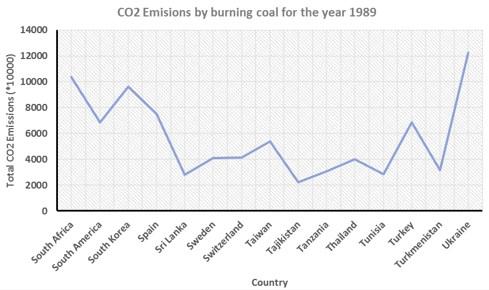 CO2 Emisions by burning coal for the year 1989
Total CO2 Emissions (*10000)
14000
12000
10000
8000
6000
4000
2000
0
South Africa
South America
South Korea
Spain
Sri Lanka
Sweden
Switzerland
Taiwan
Tajikistan
Tanzania
Thailand
Tunisia
Turkey
Turkmenistan
Ukraine
Country